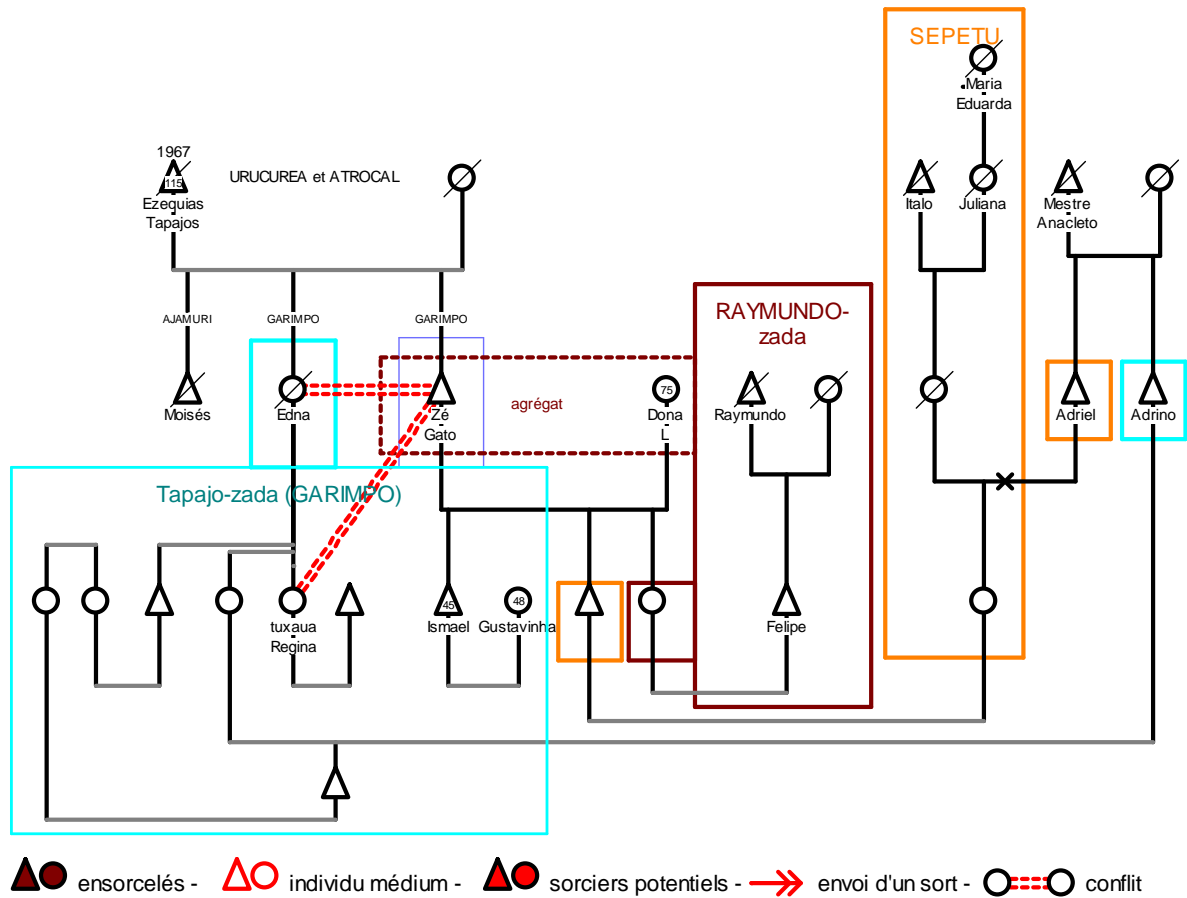 SEPETU
Maria
Eduarda
1967
115
URUCUREA et ATROCAL
Ezequias
Tapajos
Italo
Juliana
Mestre
Anacleto
AJAMURI
GARIMPO
GARIMPO
RAYMUNDO-
zada
Moisés
Edna
Zé
Gato
agrégat
75
Dona
L
Raymundo
Adriel
Adrino
Tapajo-zada (GARIMPO)
tuxaua
Regina
45
Ismael
48
Gustavinha
Felipe
ensorcelés - individu médium - sorciers potentiels - envoi d'un sort - conflit